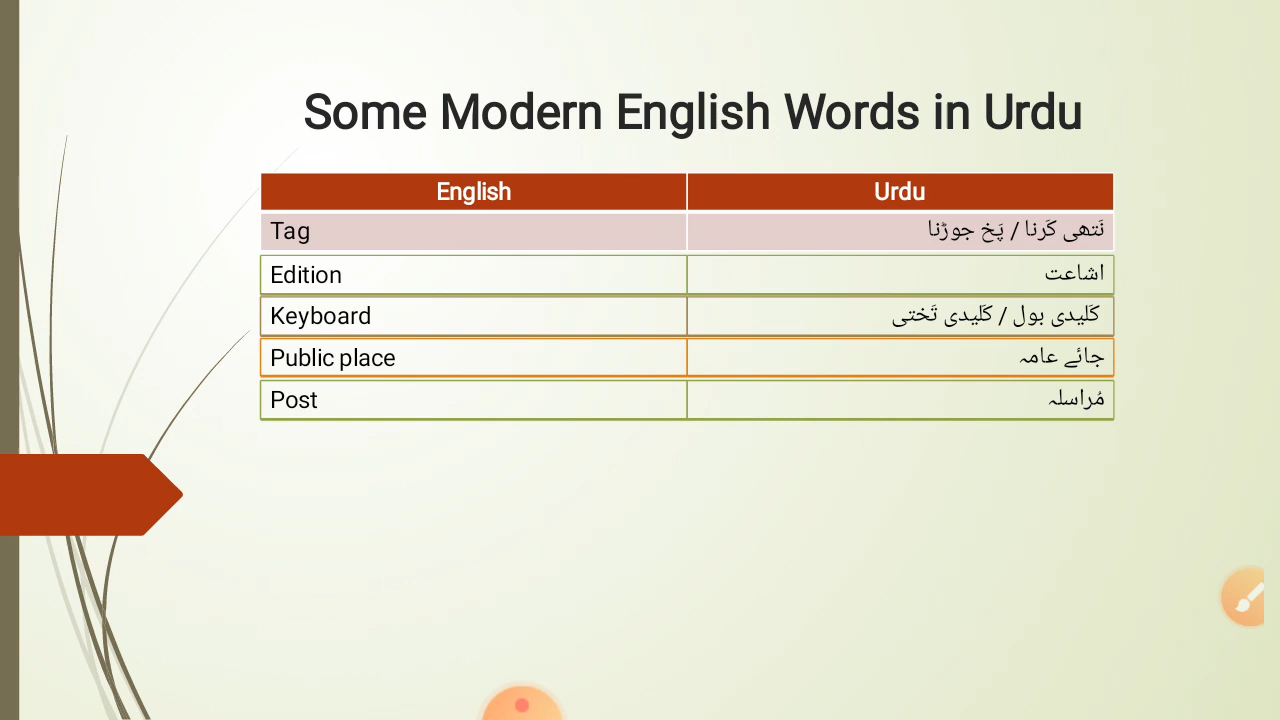 Some Modern English Words in Urdu
English Urdu
Tag نَتھی کَرنا / پَخ جوڑنا
Edition اشاعت
Keyboard کَلیدی بول / کَلیدی تَختی
Public place جائے عامہ
Post مُراسلہ